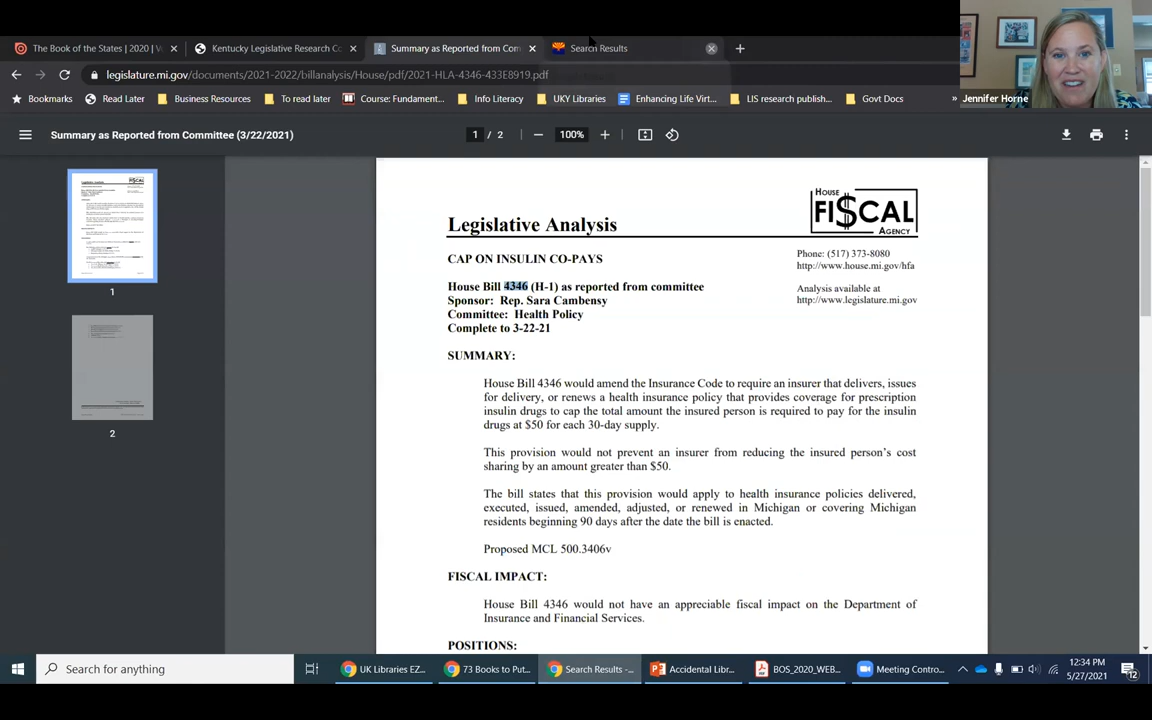 The Book of the States | 2020 |
Kentucky Legislative Research Co
Summary as Reported from Com
Search Results
legislature.mi.gov/documents/2021-2022/billanalysis/House/pdf/2021-HLA-4346-433E8919.pdf
Bookmarks
Read Later
Business Resources
To read later
Course: Fundament...
Info Literacy
UKY Libraries
Enhancing Life Virt...
LIS research publish...
Govt Docs
»
Jennifer Horne
Summary as Reported from Committee (3/22/2021)
1 / 2
100%
1
2
Legislative Analysis
HOUSE
FI$CAL
AGENCY
Phone: (517) 373-8080
http://www.house.mi.gov/hfa
Analysis available at
http://www.legislature.mi.gov
CAP ON INSULIN CO-PAYS
House Bill 4346 (H-1) as reported from committee
Sponsor: Rep. Sara Cambensy
Committee: Health Policy
Complete to 3-22-21
SUMMARY:
House Bill 4346 would amend the Insurance Code to require an insurer that delivers, issues
for delivery, or renews a health insurance policy that provides coverage for prescription
insulin drugs to cap the total amount the insured person is required to pay for the insulin
drugs at $50 for each 30-day supply.
This provision would not prevent an insurer from reducing the insured person's cost
sharing by an amount greater than $50.
The bill states that this provision would apply to health insurance policies delivered,
executed, issued, amended, adjusted, or renewed in Michigan or covering Michigan
residents beginning 90 days after the date the bill is enacted.
Proposed MCL 500.3406v
FISCAL IMPACT:
House Bill 4346 would not have an appreciable fiscal impact on the Department of
Insurance and Financial Services.
POSITIONS:
Search for anything
UK Libraries EZ...
73 Books to Put...
Search Results -...
Accidental Libr...
BOS_2020_WEB...
Meeting Contro...
12:34 PM
5/27/2021
12